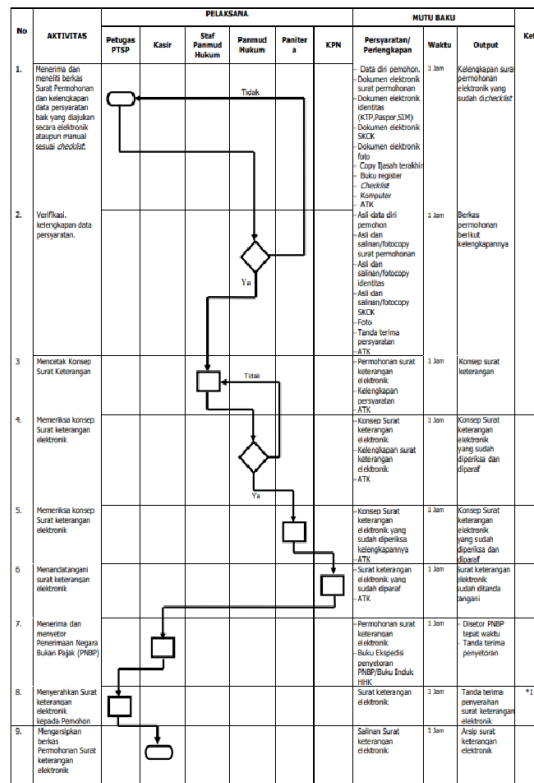 No
AKTIVITAS
PELAKSANA
MUTU BAKU
Ket
Petugas
PTSP
Kasir
Staf
Panmud
Hukum
Panmud
Hukum
Paniter
a
KPN
Persyaratan/
Perlengkapan
Waktu
Output
1.
Menerima dan
meneliti berkas
Surat Permohonan
dan kelengkapan
data persyaratan
baik yang diajukan
secara elektronik
ataupun manual
sesuai checklist.
Tidak
- Data diri pemohon.
- Dokumen elektronik
surat permohonan
- Dokumen elektronik
identitas
(KTP,Paspor,SIM)
- Dokumen elektronik
SKCK
- Dokumen elektronik
foto
- Copy Ijasah terakhir
- Buku register
- Checklist
- Komputer
- ATK
1 Jam
Kelengkapan surat
permohonan
elektronik yang
sudah dichecklist
2.
Verifikasi.
kelengkapan data
persyaratan.
Ya
- Asli data diri
pemohon
- Asli dan
salinan/fotocopy
surat permohonan
- Asli dan
salinan/fotocopy
identitas
- Asli dan
salinan/fotocopy
SKCK
- Foto
- Tanda terima
persyaratan
- ATK
1 Jam
Berkas
permohonan
berikut
kelengkapannya
3
Mencetak Konsep
Surat Keterangan
Tidak
- Permohonan surat
keterangan
elektronik
- Kelengkapan
persyaratan
- ATK
1 Jam
Konsep surat
keterangan
4.
Memeriksa konsep
Surat keterangan
elektronik
Ya
- Konsep Surat
keterangan
elektronik
- Kelengkapan surat
keterangan
elektronik
- ATK
1 Jam
Konsep Surat
keterangan
elektronik
yang sudah
diperiksa dan
diparaf
5.
Memeriksa konsep
Surat keterangan
elektronik
- Konsep Surat
keterangan
elektronik yang
sudah diperiksa
kelengkapannya
- ATK
1 Jam
Konsep Surat
keterangan
elektronik
yang sudah
diperiksa dan
diparaf
6
Menandatangani
surat keterangan
elektronik
- Surat keterangan
elektronik yang
sudah diparaf
- ATK
1 Jam
Surat keterangan
elektronik
sudah ditanda
tangani
7.
Menerima dan
menyetor
Penerimaan Negara
Bukan Pajak (PNBP)
- Permohonan surat
keterangan
elektronik
- Buku Ekspedisi
penyetoran
PNBP/Buku Induk
HHK
1 Jam
- Disetor PNBP
tepat waktu
- Tanda terima
penyetoran
8.
Menyerahkan Surat
keterangan
elektronik
kepada Pemohon
Surat keterangan
elektronik
1 Jam
Tanda terima
penyerahan
surat keterangan
elektronik
*1
9.
Mengarsipkan
berkas
Permohonan Surat
keterangan
elektronik
Salinan Surat
keterangan
elektronik
1 Jam
Arsip surat
keterangan
elektronik